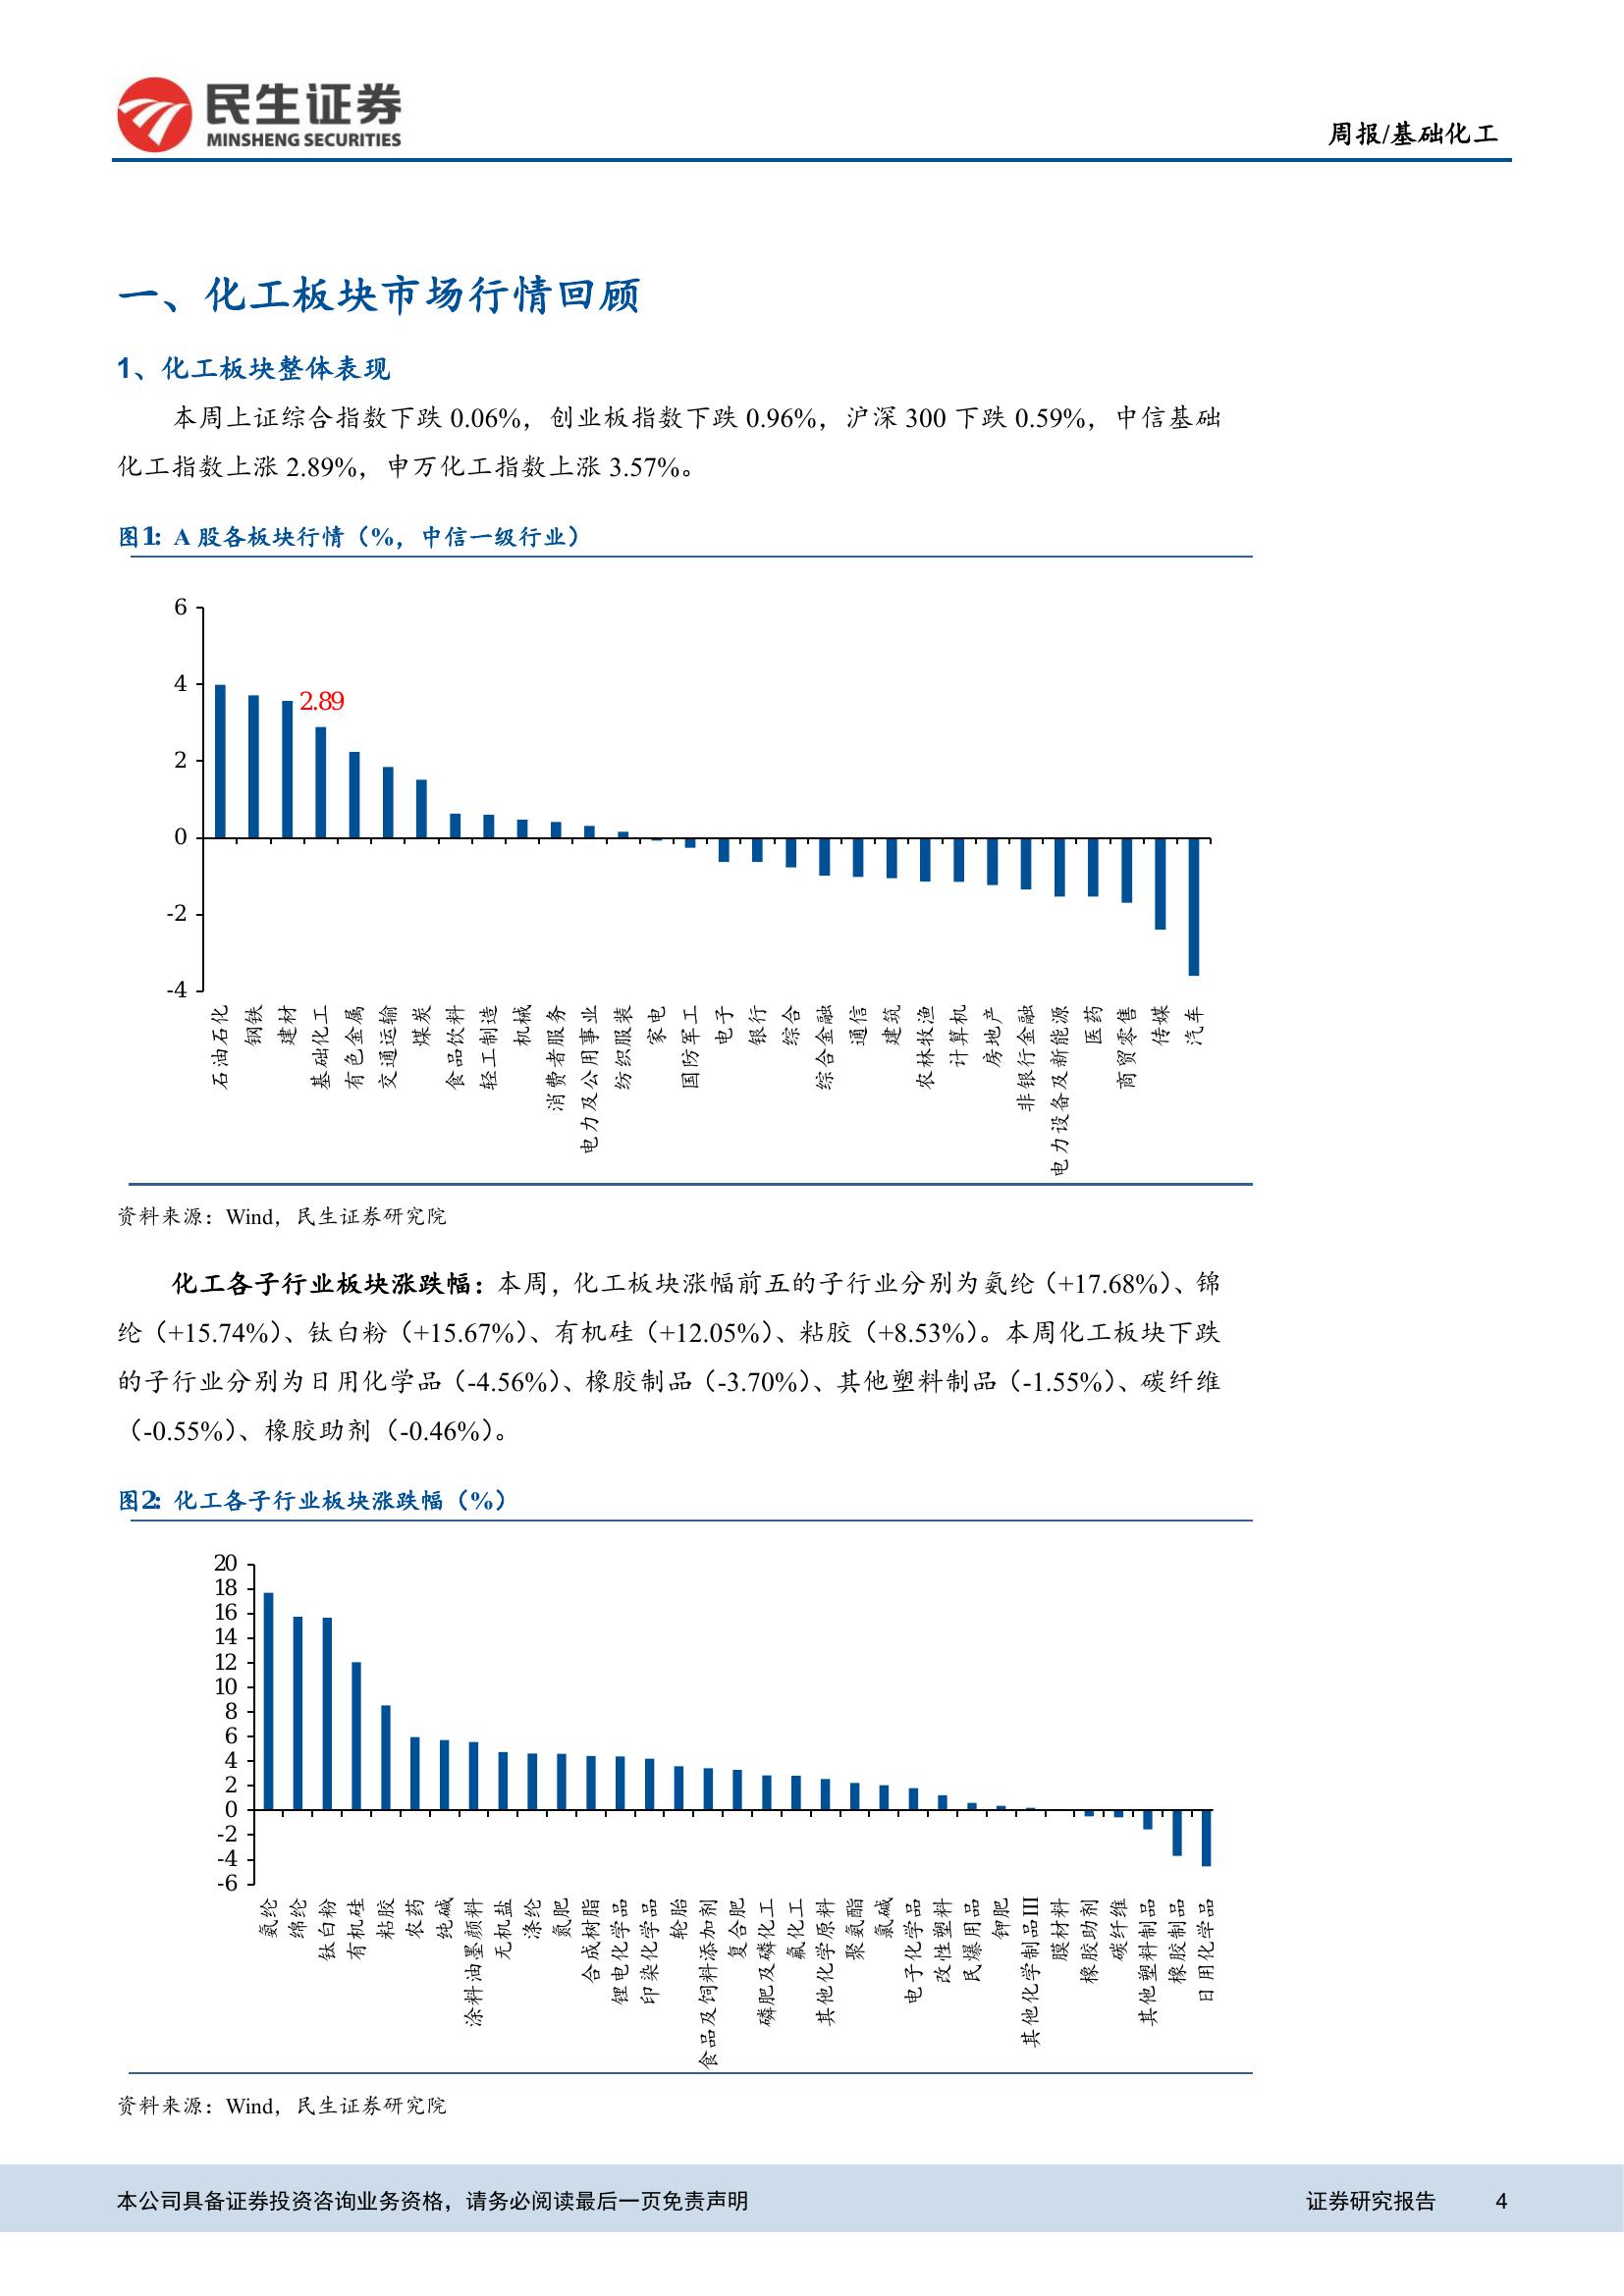 民生证券
MINSHENG SECURITIES
周报/基础化工
一、化工板块市场行情回顾
1、化工板块整体表现
本周上证综合指数下跌 0.06%，创业板指数下跌 0.96%，沪深 300 下跌 0.59%，中信基础
化工指数上涨 2.89%，申万化工指数上涨 3.57%。
图1：A 股各板块行情（%，中信一级行业）
6
4
2
0
-2
-4
2.89
石油石化
钢铁
建材
基础化工
有色金属
交通运输
煤炭
食品饮料
轻工制造
机械
消费者服务
电力及公用事业
纺织服装
家电
国防军工
电子
银行
综合
综合金融
通信
建筑
农林牧渔
计算机
房地产
非银行金融
电力设备及新能源
医药
商贸零售
传媒
汽车
资料来源：Wind，民生证券研究院
化工各子行业板块涨跌幅：本周，化工板块涨幅前五的子行业分别为氨纶（+17.68%）、锦
纶（+15.74%）、钛白粉（+15.67%）、有机硅（+12.05%）、粘胶（+8.53%）。本周化工板块下跌
的子行业分别为日用化学品（-4.56%）、橡胶制品（-3.70%）、其他塑料制品（-1.55%）、碳纤维
（-0.55%）、橡胶助剂（-0.46%）。
图2：化工各子行业板块涨跌幅（%）
20
18
16
14
12
10
8
6
4
2
0
-2
-4
-6
氨纶
绵纶
钛白粉
有机硅
粘胶
农药
纯碱
涂料油墨颜料
无机盐
涤纶
氮肥
合成树脂
锂电化学品
印染化学品
轮胎
食品及饲料添加剂
复合肥
磷肥及磷化工
氟化工
其他化学原料
聚氨酯
氯碱
电子化学品
改性塑料
民爆用品
钾肥
其他化学制品III
膜材料
橡胶助剂
碳纤维
其他塑料制品
橡胶制品
日用化学品
资料来源：Wind，民生证券研究院
本公司具备证券投资咨询业务资格，请务必阅读最后一页免责声明
证券研究报告 4